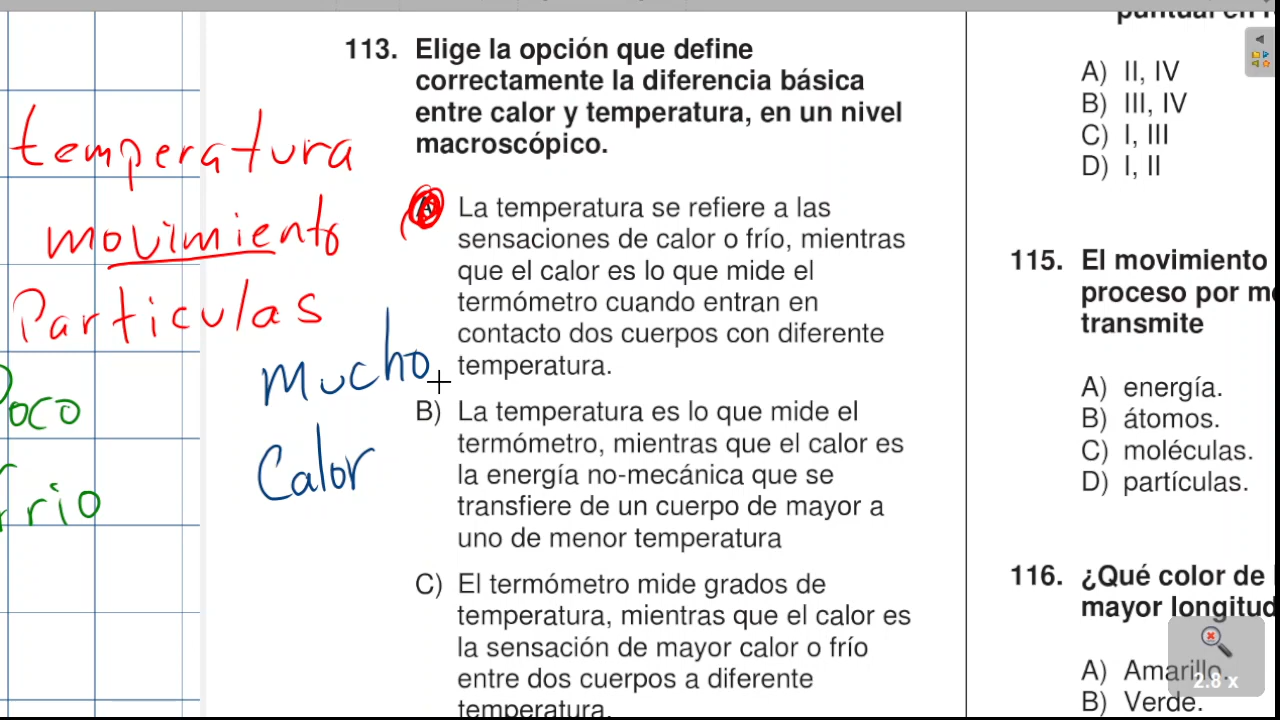 temperatura
movimiento
Particulas
Poco
frio
Mucho
Calor
113. Elige la opción que define
correctamente la diferencia básica
entre calor y temperatura, en un nivel
macroscópico.
A) La temperatura se refiere a las
sensaciones de calor o frío, mientras
que el calor es lo que mide el
termómetro cuando entran en
contacto dos cuerpos con diferente
temperatura.
B) La temperatura es lo que mide el
termómetro, mientras que el calor es
la energía no-mecánica que se
transfiere de un cuerpo de mayor a
uno de menor temperatura
C) El termómetro mide grados de
temperatura, mientras que el calor es
la sensación de mayor calor o frío
entre dos cuerpos a diferente
temperatura.
A) II, IV
B) III, IV
C) I, III
D) I, II
115. El movimiento
proceso por m
transmite
A) energía.
B) átomos.
C) moléculas.
D) partículas.
116. ¿Qué color de
mayor longitud
A) Amarillo.
B) Verde.
2.8 x